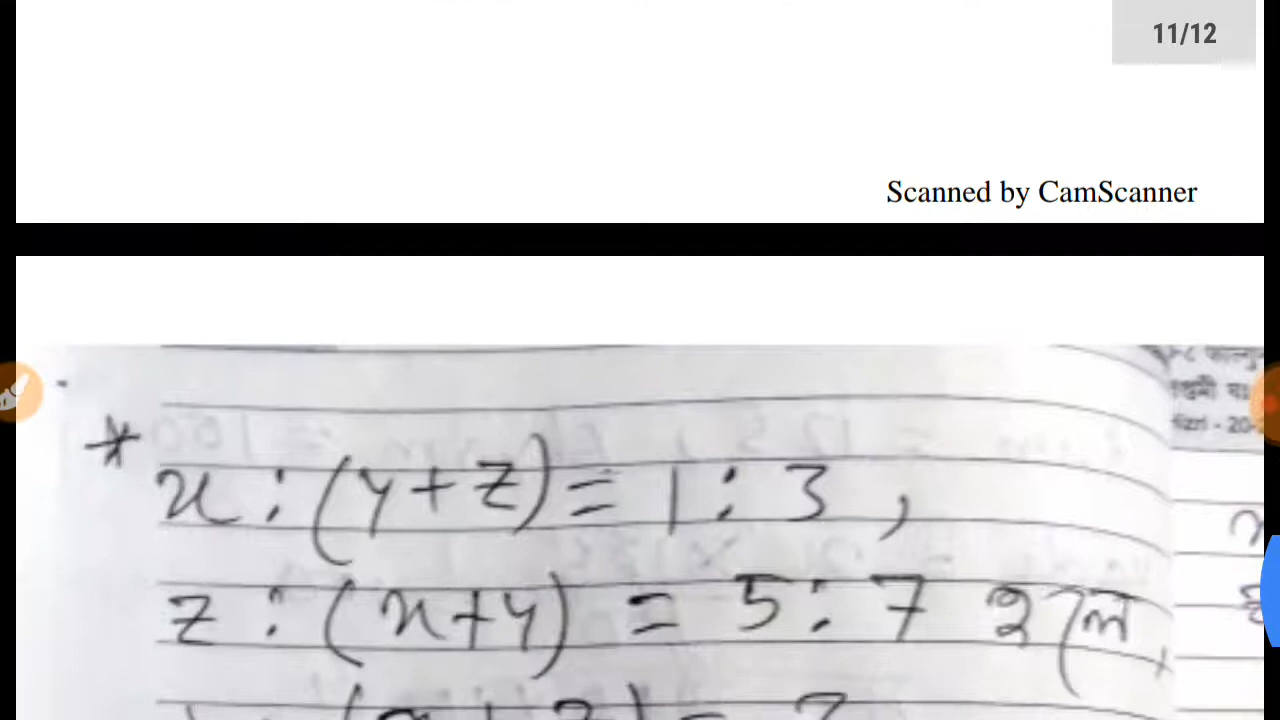 11/12
Scanned by CamScanner
* x : (y+z) = 1 : 3 ,
z : (x+y) = 5 : 7 হলে,